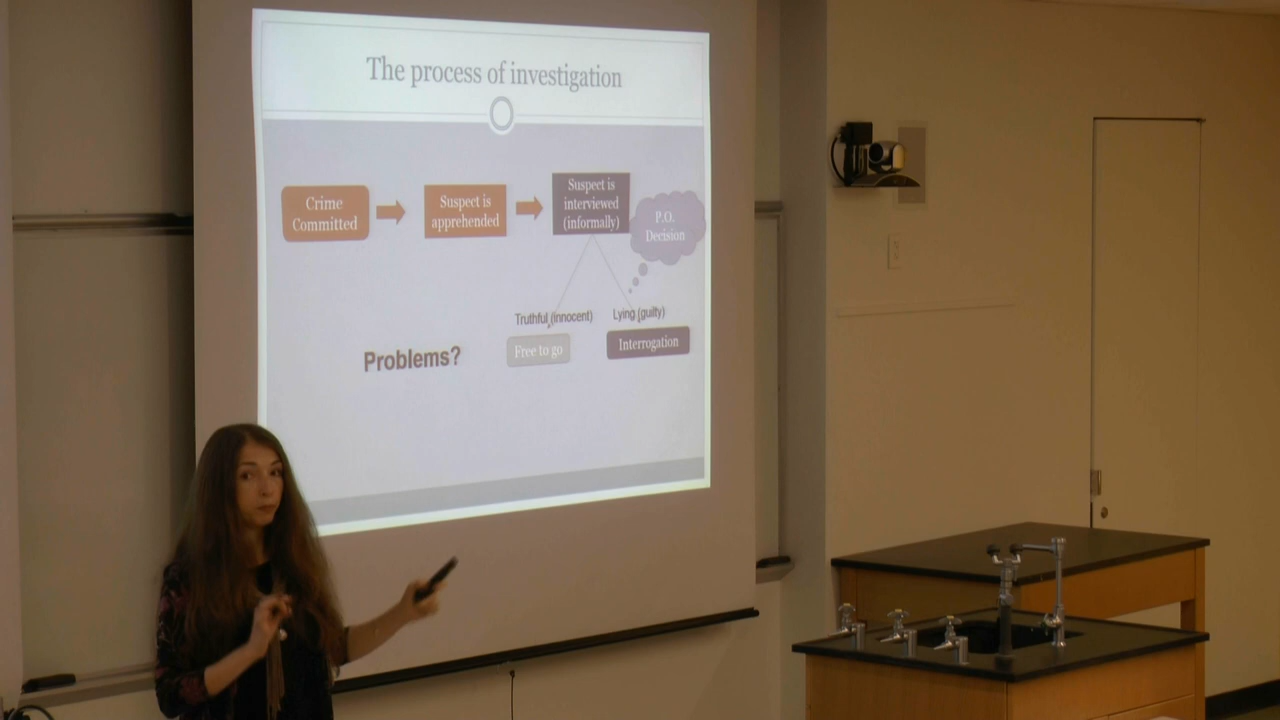 The process of investigation
Crime
Committed
Suspect is
apprehended
Suspect is
interviewed
(informally)
P.O.
Decision
Truthful (innocent)
Lying (guilty)
Free to go
Interrogation
Problems?